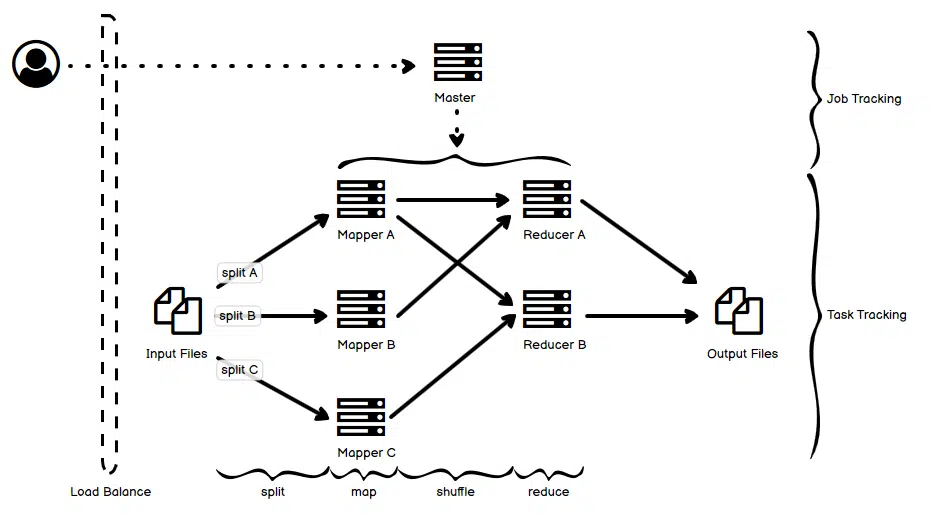 Master
Job Tracking
Mapper A
Reducer A
split A
split B
Task Tracking
Input Files
Mapper B
Reducer B
Output Files
split C
Mapper C
Load Balance
split
map
shuffle
reduce